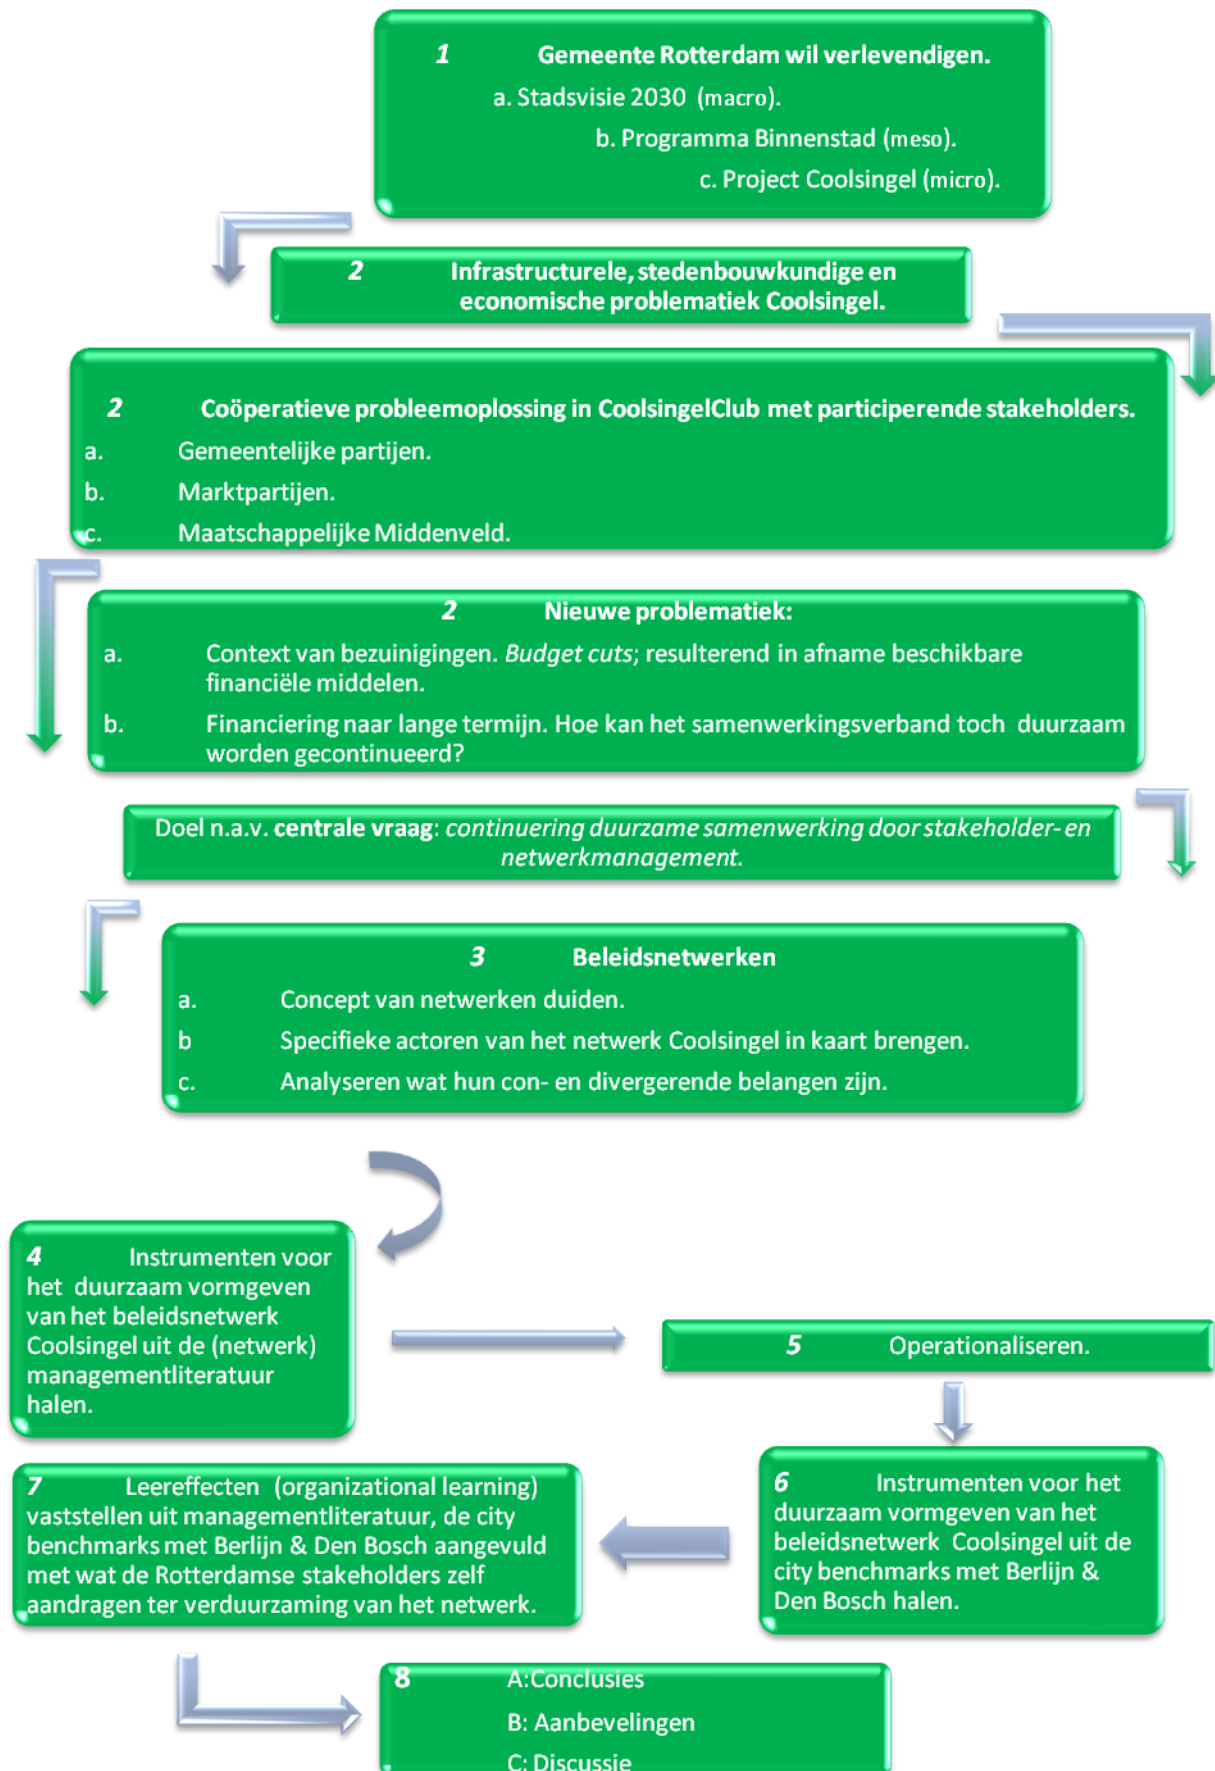 1 Gemeente Rotterdam wil verlevendigen.
a. Stadsvisie 2030 (macro).
b. Programma Binnenstad (meso).
c. Project Coolsingel (micro).
2 Infrastructurele, stedenbouwkundige en
economische problematiek Coolsingel.
2 Coöperatieve probleemoplossing in CoolsingelClub met participerende stakeholders.
a. Gemeentelijke partijen.
b. Marktpartijen.
c. Maatschappelijke Middenveld.
2 Nieuwe problematiek:
a. Context van bezuinigingen. Budget cuts; resulterend in afname beschikbare
financiële middelen.
b. Financiering naar lange termijn. Hoe kan het samenwerkingsverband toch duurzaam
worden gecontinueerd?
Doel n.a.v. centrale vraag: continuering duurzame samenwerking door stakeholder- en
netwerkmanagement.
3 Beleidsnetwerken
a. Concept van netwerken duiden.
b Specifieke actoren van het netwerk Coolsingel in kaart brengen.
c. Analyseren wat hun con- en divergerende belangen zijn.
4 Instrumenten voor
het duurzaam vormgeven
van het beleidsnetwerk
Coolsingel uit de (netwerk)
managementliteratuur
halen.
5 Operationaliseren.
6 Instrumenten voor het
duurzaam vormgeven van het
beleidsnetwerk Coolsingel uit de
city benchmarks met Berlijn &
Den Bosch halen.
7 Leereffecten (organizational learning)
vaststellen uit managementliteratuur, de city
benchmarks met Berlijn & Den Bosch aangevuld
met wat de Rotterdamse stakeholders zelf
aandragen ter verduurzaming van het netwerk.
8 A:Conclusies
B: Aanbevelingen
C: Discussie